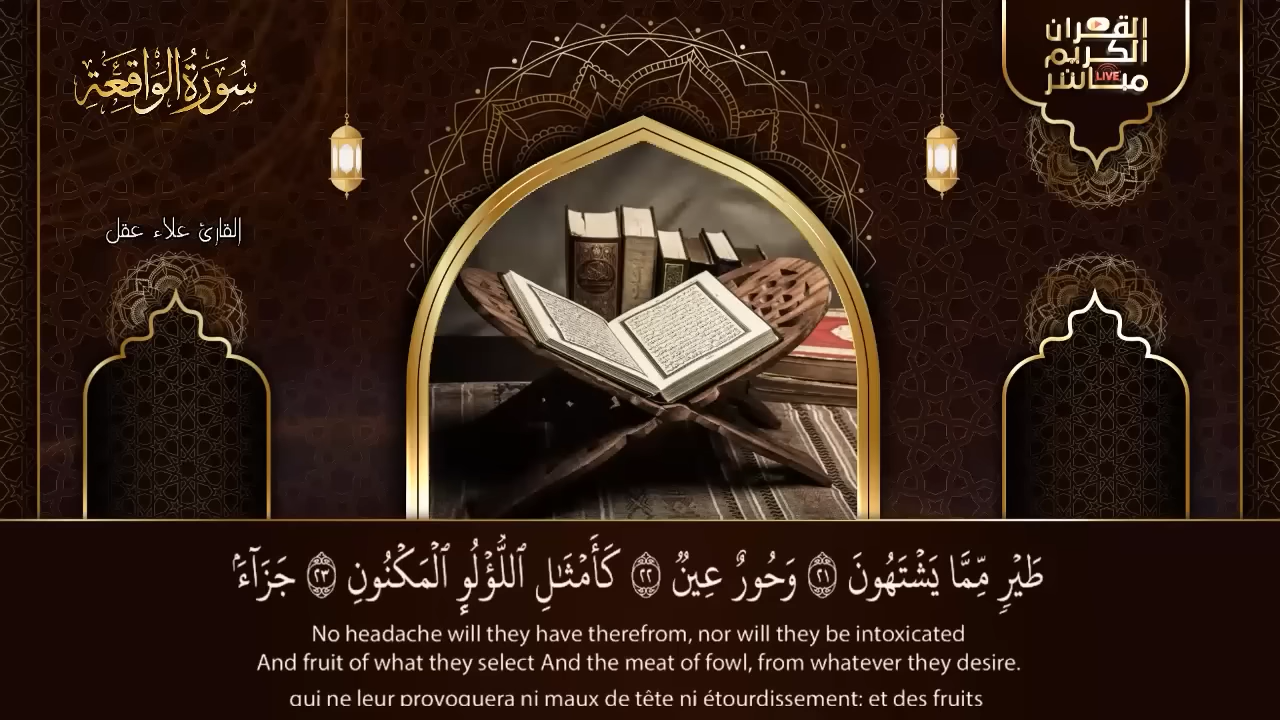 سُورَةُ الوَاقِعَةِ
القرآن
الكريم
مباشر
LIVE
القارئ علاء عقل
طَيْرٍۢ مِّمَّا يَشْتَهُونَ ٢١ وَحُورٌ عِينٌۭ ٢٢ كَأَمْثَـٰلِ ٱللُّؤْلُوِٕ ٱلْمَكْنُونِ ٢٣ جَزَآءًۢ
No headache will they have therefrom, nor will they be intoxicated
And fruit of what they select And the meat of fowl, from whatever they desire.
qui ne leur provoquera ni maux de tête ni étourdissement; et des fruits